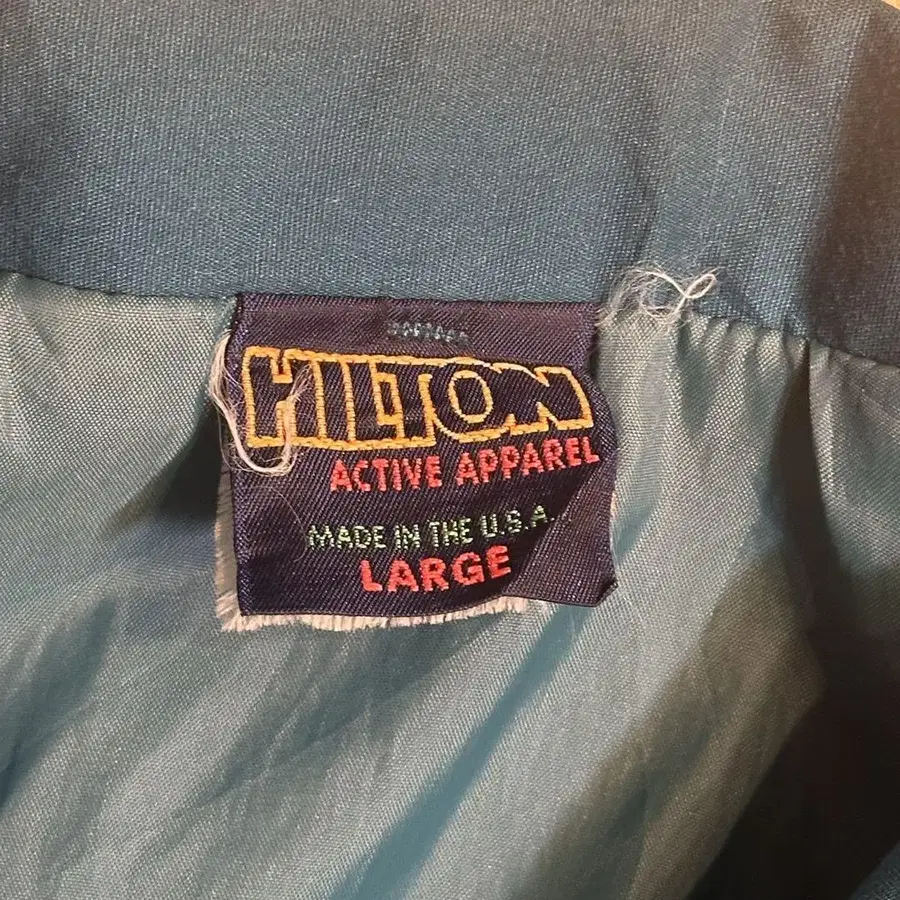 HILTON
ACTIVE APPAREL
MADE IN THE U.S.A.
LARGE